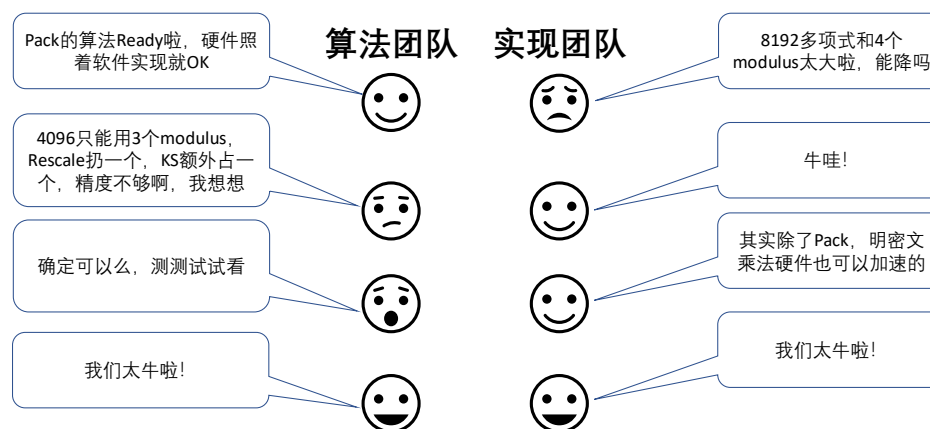 算法团队 实现团队
Pack的算法Ready啦，硬件照
着软件实现就OK
8192多项式和4个
modulus太大啦，能降吗
4096只能用3个modulus，
Rescale扔一个，KS额外占一
个，精度不够啊，我想想
牛哇！
确定可以么，测测试试看
其实除了Pack，明密文
乘法硬件也可以加速的
我们太牛啦！
我们太牛啦！